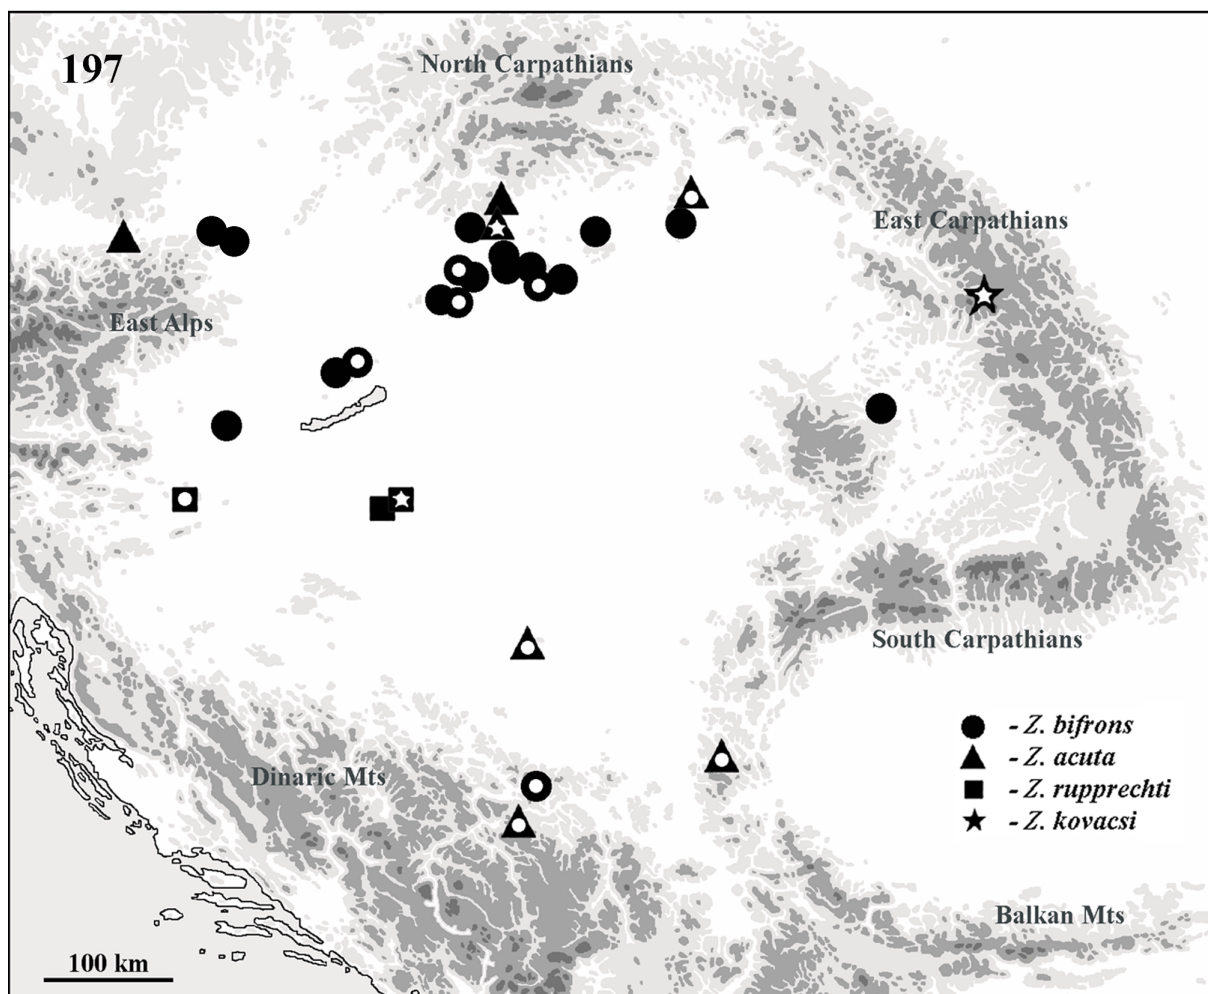 197
North Carpathians
East Carpathians
East Alps
South Carpathians
- Z. bifrons
- Z. acuta
- Z. rupprechti
- Z. kovacsi
Dinaric Mts
Balkan Mts
100 km